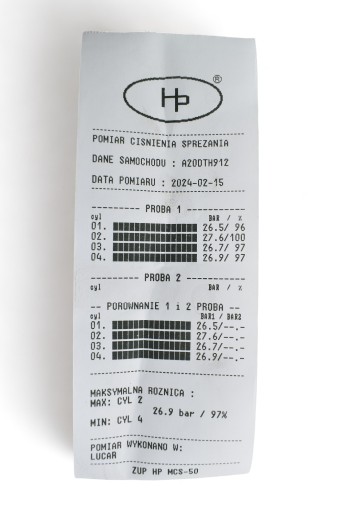 Hp ®
POMIAR CISNIENIA SPREZANIA
DANE SAMOCHODU : A20DTH912
DATA POMIARU : 2024-02-15
---------- PROBA 1 ----------
cyl BAR / %
01. 26.5/ 96
02. 27.6/100
03. 26.7/ 97
04. 26.9/ 97
---------- PROBA 2 ----------
cyl BAR / %
-- POROWNANIE 1 i 2 PROBA --
cyl BAR1 / BAR2
01. 26.5/--.-
02. 27.6/--.-
03. 26.7/--.-
04. 26.9/--.-
MAKSYMALNA ROZNICA :
MAX: CYL 2
26.9 bar / 97%
MIN: CYL 4
POMIAR WYKONANO W:
LUCAR
ZUP HP MCS-50